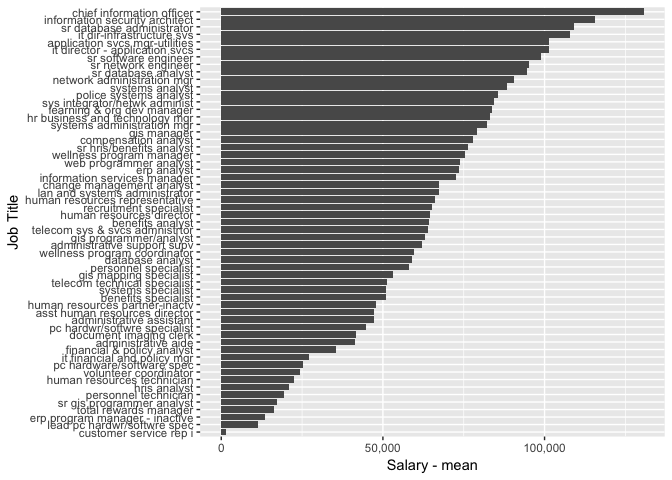 chief information officer
information security architect
sr database administrator
it dir-infrastructure svs
application svcs mgr-utilities
it director - application svcs
sr software engineer
sr network engineer
sr database analyst
network administration mgr
systems analyst
police systems analyst
sys integrator/netwk administ
learning & org dev manager
hr business and technology mgr
systems administration mgr
gis manager
compensation analyst
sr hris/benefits analyst
wellness program manager
web programmer analyst
erp analyst
information services manager
change management analyst
lan and systems administrator
human resources representative
recruitment specialist
human resources director
benefits analyst
telecom sys & svcs admnistrtor
gis programmer/analyst
administrative support supv
wellness program coordinator
database analyst
personnel specialist
gis mapping specialist
telecom technical specialist
systems specialist
benefits specialist
human resources partner-inactv
asst human resources director
administrative assistant
pc hardwr/softwre specialist
document imaging clerk
administrative aide
financial & policy analyst
it financial and policy mgr
pc hardware/software spec
volunteer coordinator
human resources technician
hris analyst
personnel technician
sr gis programmer analyst
total rewards manager
erp program manager - inactive
lead pc hardwr/softwre spec
customer service rep i
Job Title
0 50,000 100,000
Salary - mean